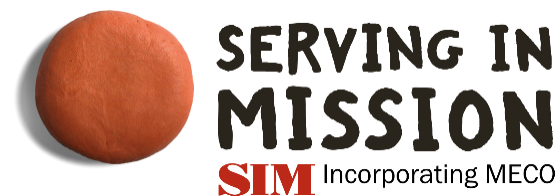 SERVING IN
MISSION
SIM Incorporating MECO